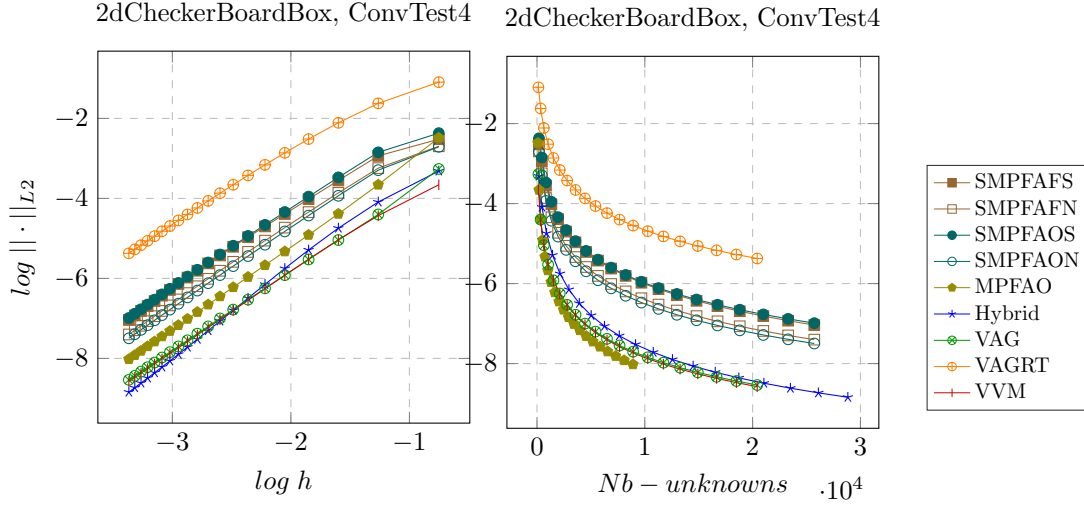 2dCheckerBoardBox, ConvTest4
2dCheckerBoardBox, ConvTest4
log || · ||L2
−2
−4
−6
−8
−3
−2
−1
log h
−2
−4
−6
−8
0
1
2
3
Nb − unknowns
·10^4
SMPFAFS
SMPFAFN
SMPFAOS
SMPFAON
MPFAO
Hybrid
VAG
VAGRT
VVM